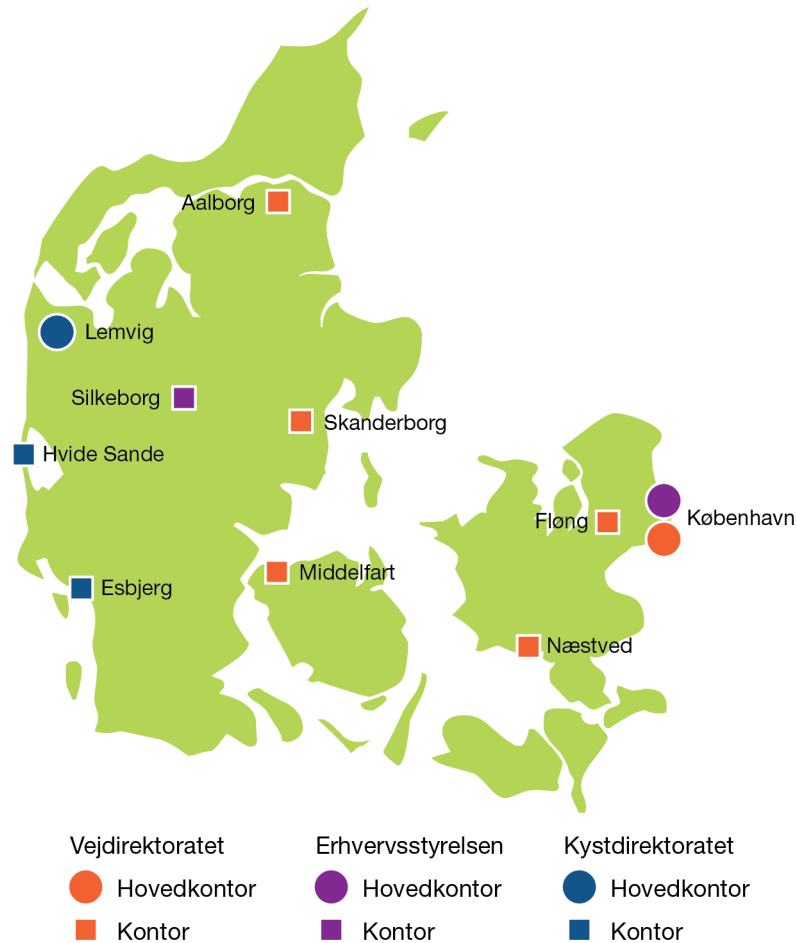 Aalborg
Lemvig
Silkeborg
Skanderborg
Hvide Sande
København
Fløng
Middelfart
Esbjerg
Næstved
Vejdirektoratet
Hovedkontor
Kontor
Erhvervsstyrelsen
Hovedkontor
Kontor
Kystdirektoratet
Hovedkontor
Kontor